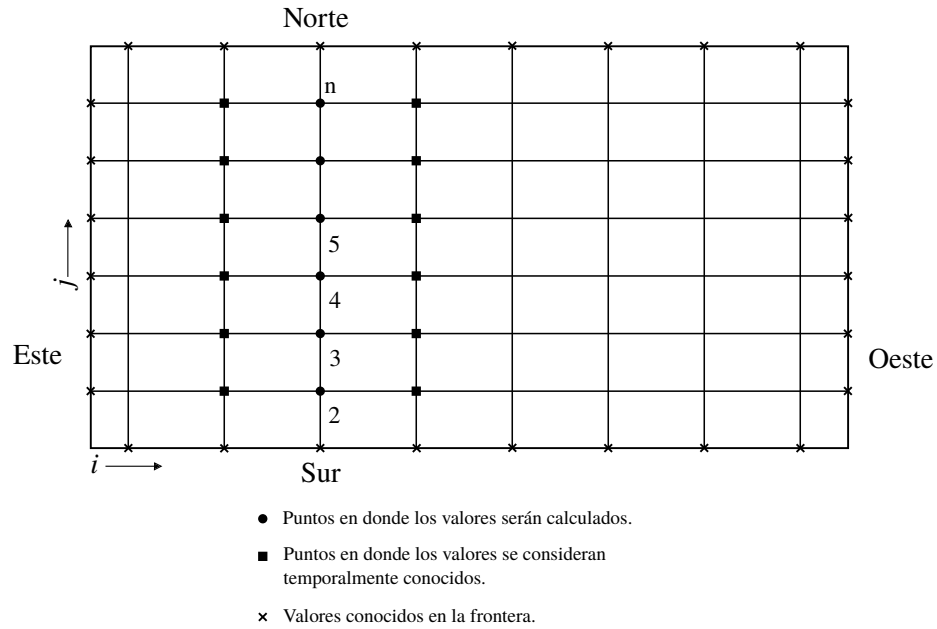 Norte
n
5
j
4
Este
3
Oeste
2
i
Sur
Puntos en donde los valores serán calculados.
Puntos en donde los valores se consideran
temporalmente conocidos.
Valores conocidos en la frontera.